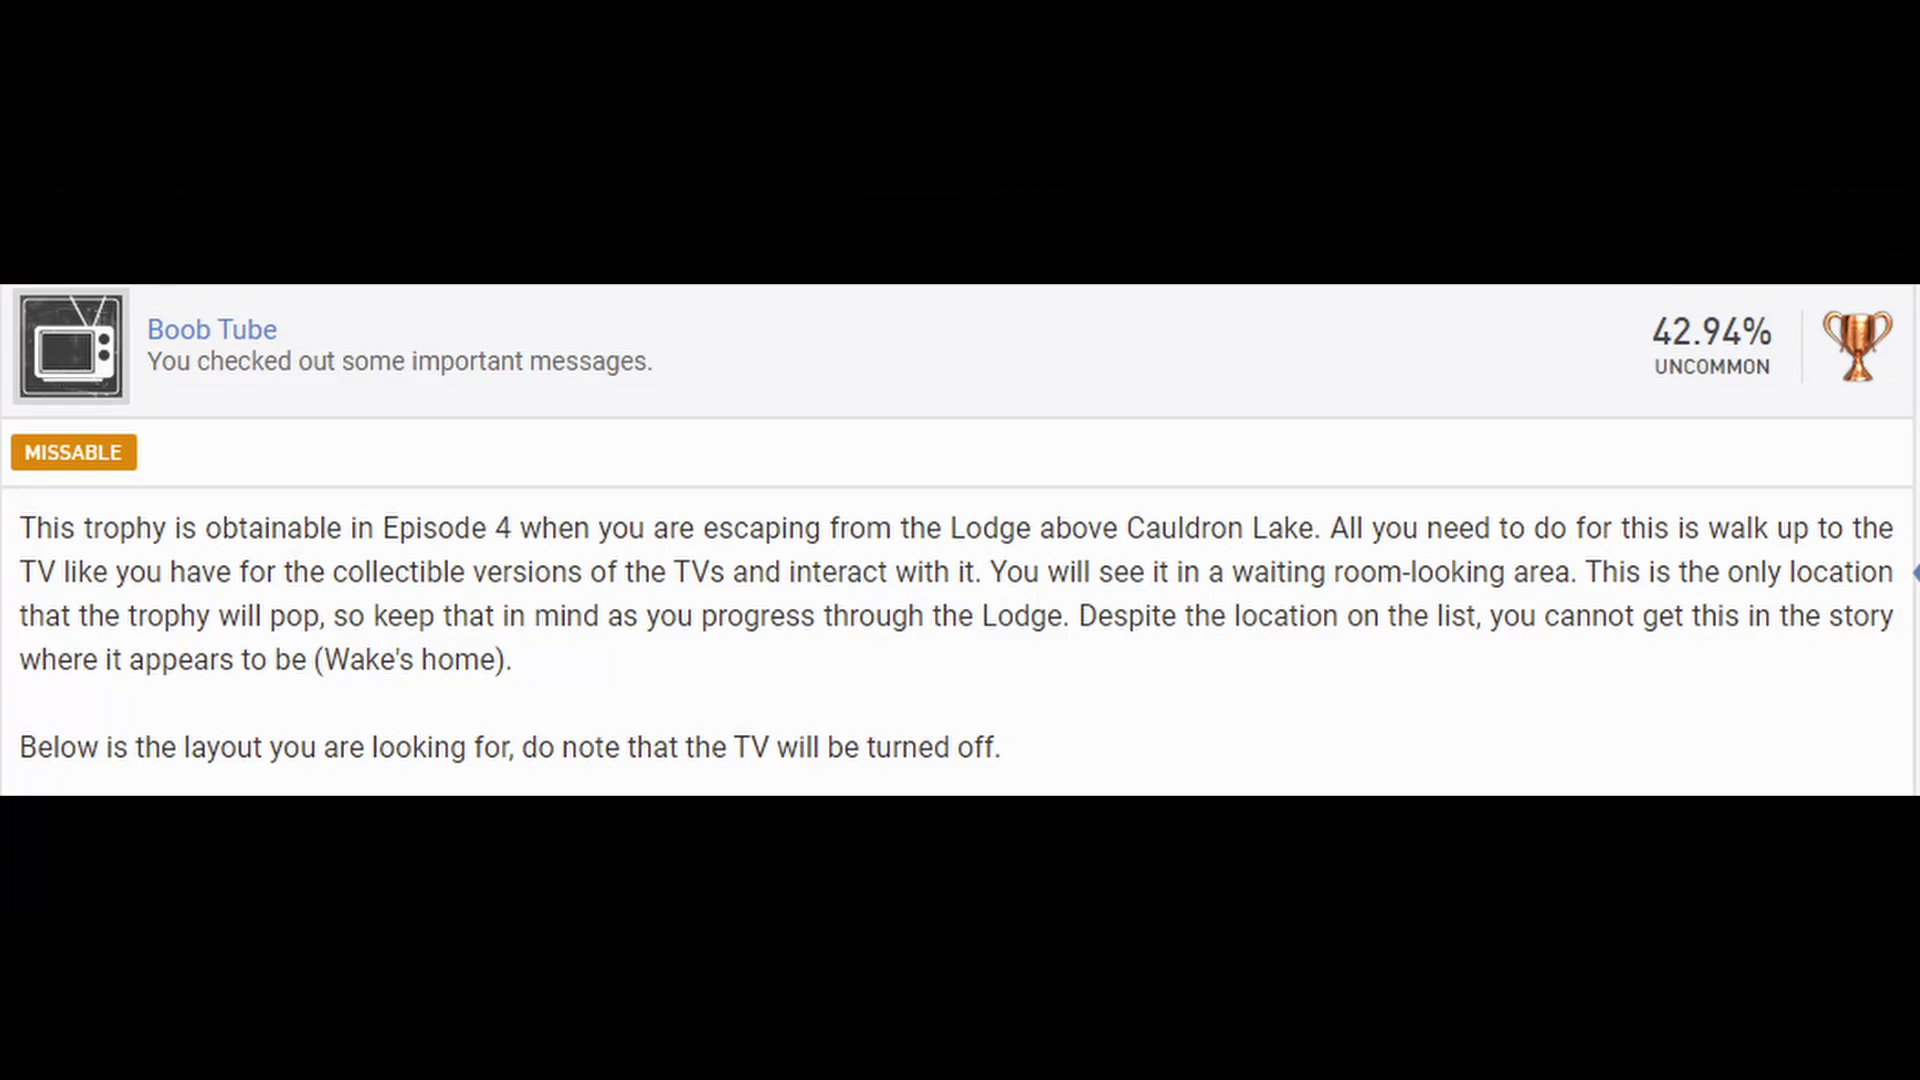 Boob Tube
You checked out some important messages.
42.94%
UNCOMMON
MISSABLE
This trophy is obtainable in Episode 4 when you are escaping from the Lodge above Cauldron Lake. All you need to do for this is walk up to the
TV like you have for the collectible versions of the TVs and interact with it. You will see it in a waiting room-looking area. This is the only location
that the trophy will pop, so keep that in mind as you progress through the Lodge. Despite the location on the list, you cannot get this in the story
where it appears to be (Wake's home).
Below is the layout you are looking for, do note that the TV will be turned off.